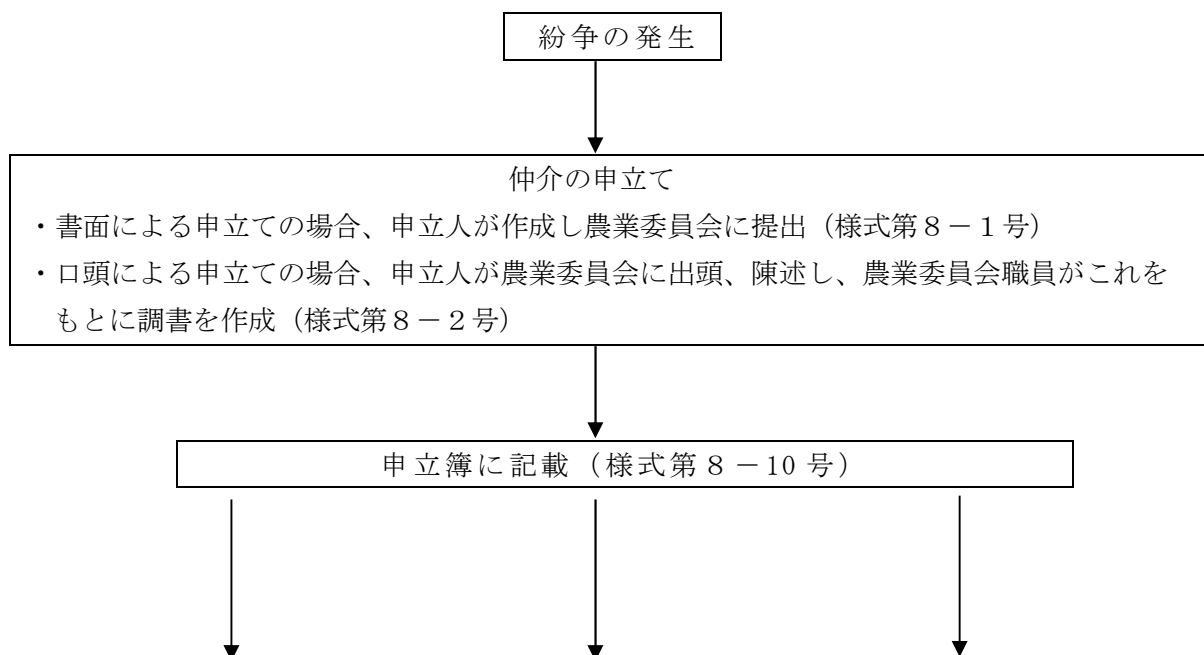 紛争の発生
仲介の申立て
・書面による申立ての場合、申立人が作成し農業委員会に提出（様式第８－１号）
・口頭による申立ての場合、申立人が農業委員会に出頭、陳述し、農業委員会職員がこれを
もとに調書を作成（様式第８－２号）
申立簿に記載（様式第８－10号）